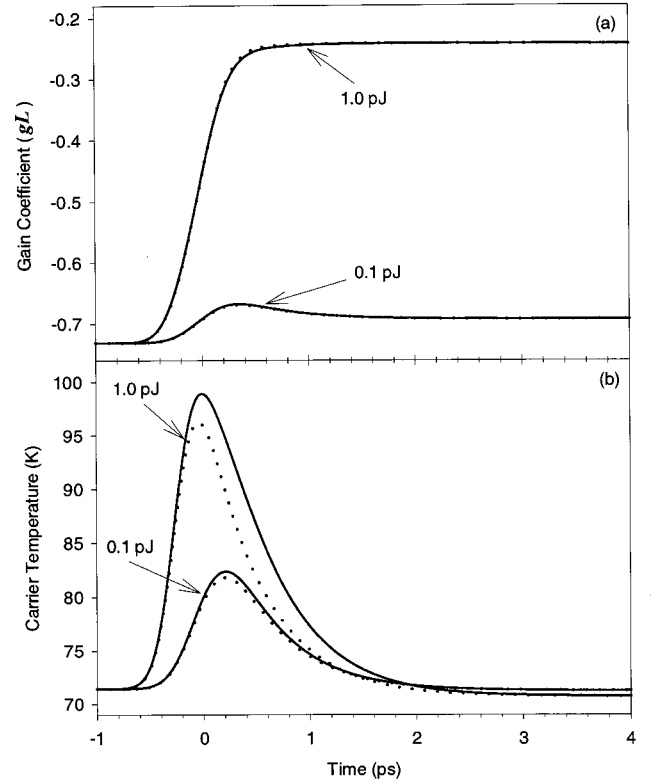 -0.2
(a)
-0.3
1.0 pJ
-0.4
-0.5
Gain Coefficient (gL)
-0.6
0.1 pJ
-0.7
100
(b)
1.0 pJ
95
90
85
0.1 pJ
Carrier Temperature (K)
80
75
70
-1 0 1 2 3 4
Time (ps)